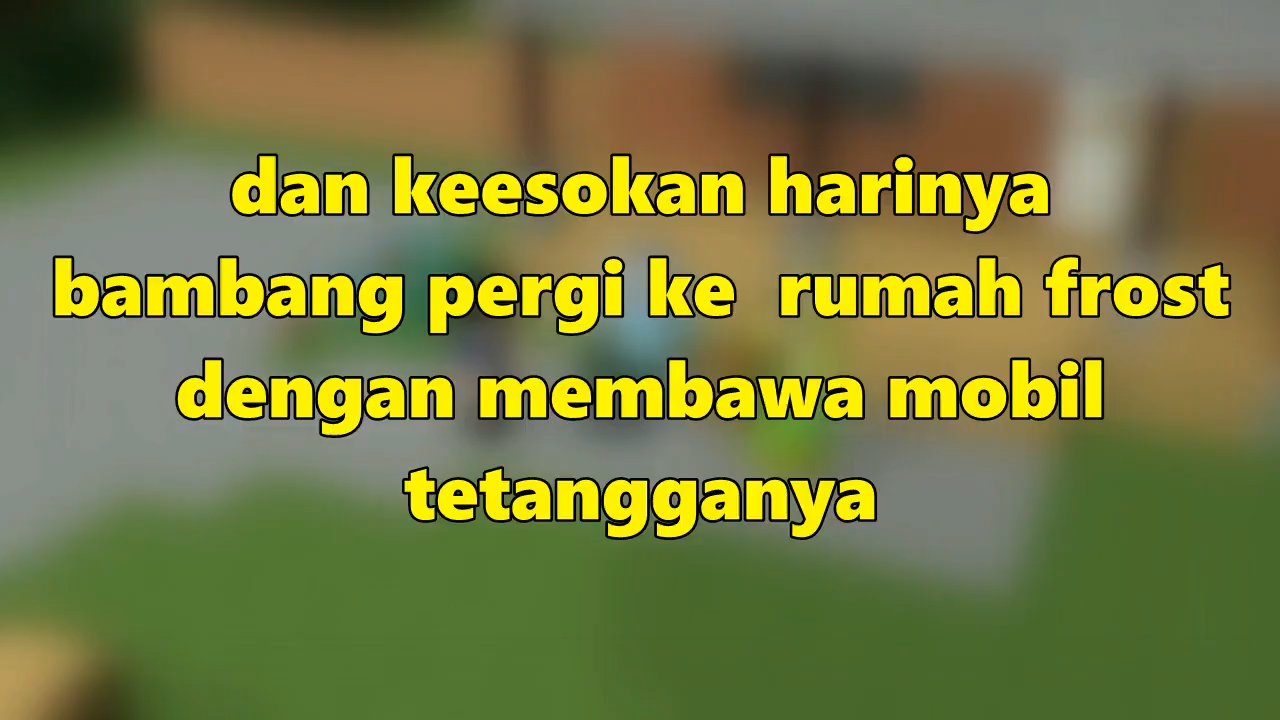 dan keesokan harinya
bambang pergi ke  rumah frost
dengan membawa mobil
tetangganya